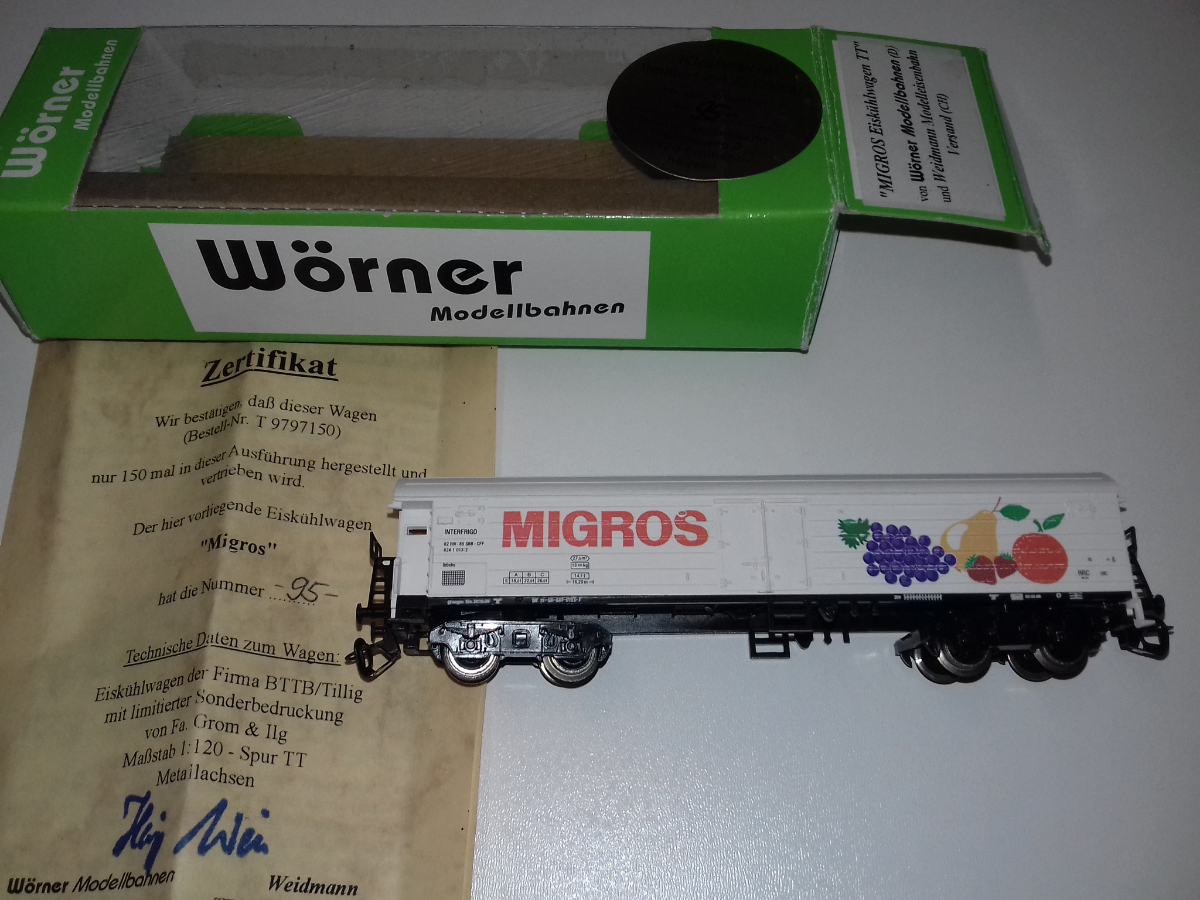 Wörner
Modellbahnen
"MIGROS Eiskühlwagen TT"
von Wörner Modellbahnen (D)
und Weidmann Modelleisenbahn
Versand (CH)
Wörner
Modellbahnen
Zertifikat
Wir bestätigen, daß dieser Wagen
(Bestell-Nr. T 9797150)
nur 150 mal in dieser Ausführung hergestellt und
vertrieben wird.
Der hier vorliegende Eiskühlwagen
"Migros"
hat die Nummer -95-
Technische Daten zum Wagen:
Eiskühlwagen der Firma BTTB/Tillig
mit limitierter Sonderbedruckung
von Fa. Grom & Ilg
Maßstab 1:120 - Spur TT
Metallachsen
Wörner Modellbahnen
Weidmann
INTERFRIGO
MIGROS
A B C